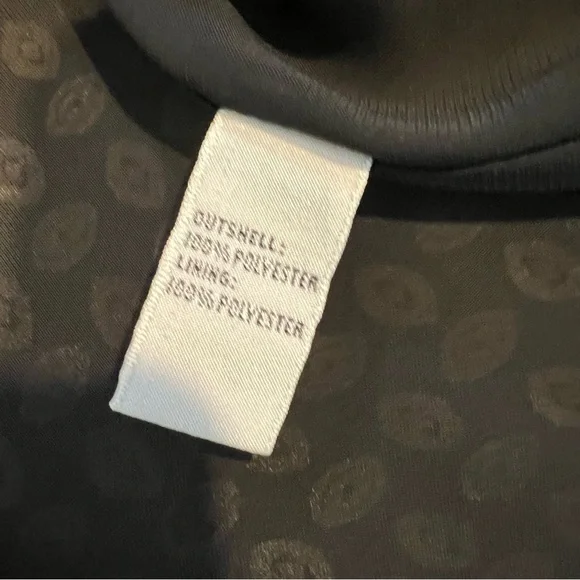 OUTSHELL:
100% POLYESTER
LINING:
100% POLYESTER